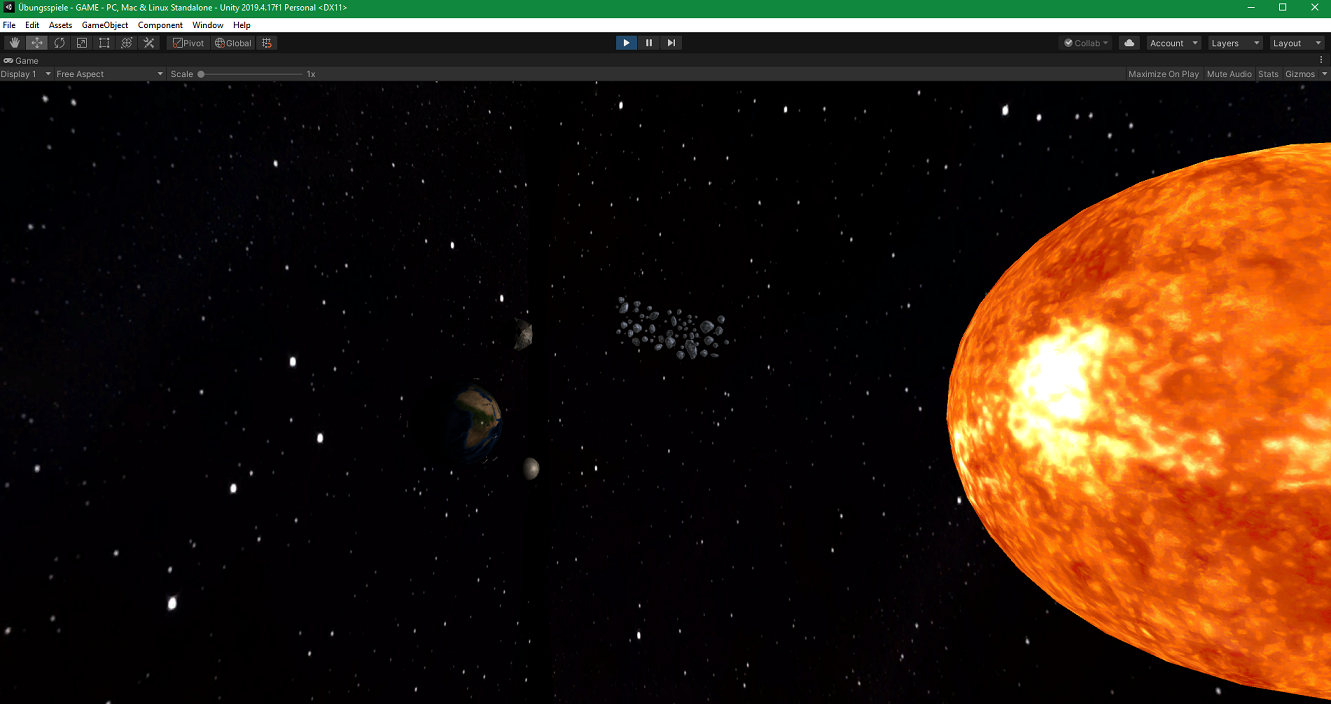 Übungsspiele - GAME - PC, Mac & Linux Standalone - Unity 2019.4.17f1 Personal <DX11>
File Edit Assets GameObject Component Window Help
Pivot Global Collab Account Layers Layout
Game
Display 1 Free Aspect Scale 1x Maximize On Play Mute Audio Stats Gizmos